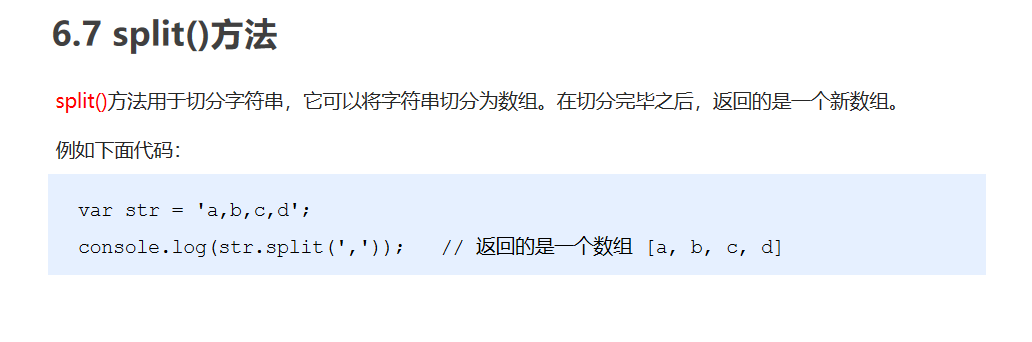 6.7 split()方法
split()方法用于切分字符串，它可以将字符串切分为数组。在切分完毕之后，返回的是一个新数组。
例如下面代码：
var str = 'a,b,c,d';
console.log(str.split(','));   // 返回的是一个数组 [a, b, c, d]